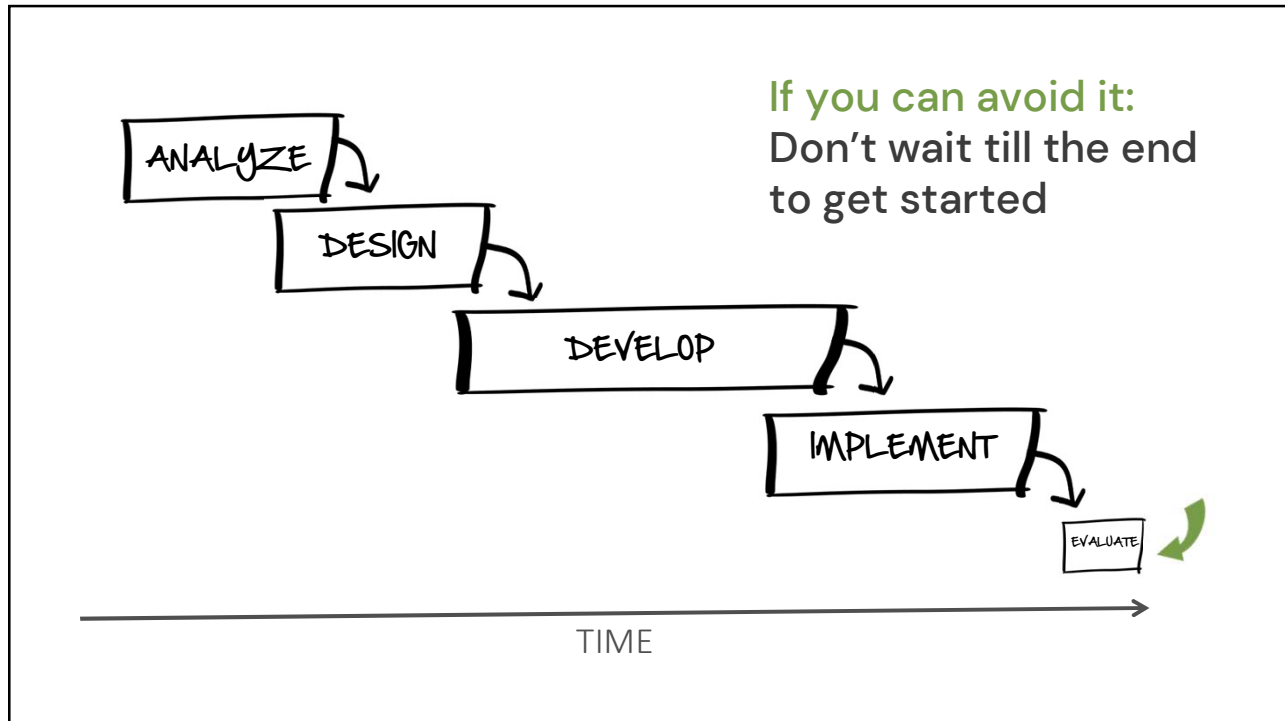 If you can avoid it:
Don’t wait till the end
to get started
ANALYZE
DESIGN
DEVELOP
IMPLEMENT
EVALUATE
TIME